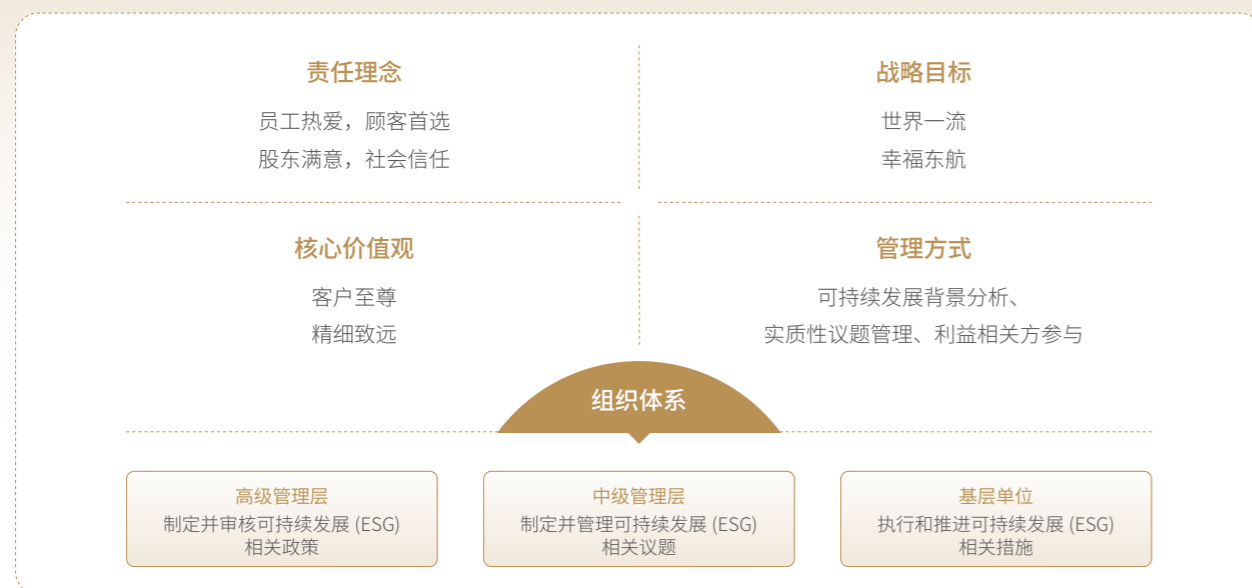 责任理念
员工热爱，顾客首选
股东满意，社会信任
战略目标
世界一流
幸福东航
核心价值观
客户至尊
精细致远
管理方式
可持续发展背景分析、
实质性议题管理、利益相关方参与
组织体系
高级管理层
制定并审核可持续发展 (ESG)
相关政策
中级管理层
制定并管理可持续发展 (ESG)
相关议题
基层单位
执行和推进可持续发展 (ESG)
相关措施